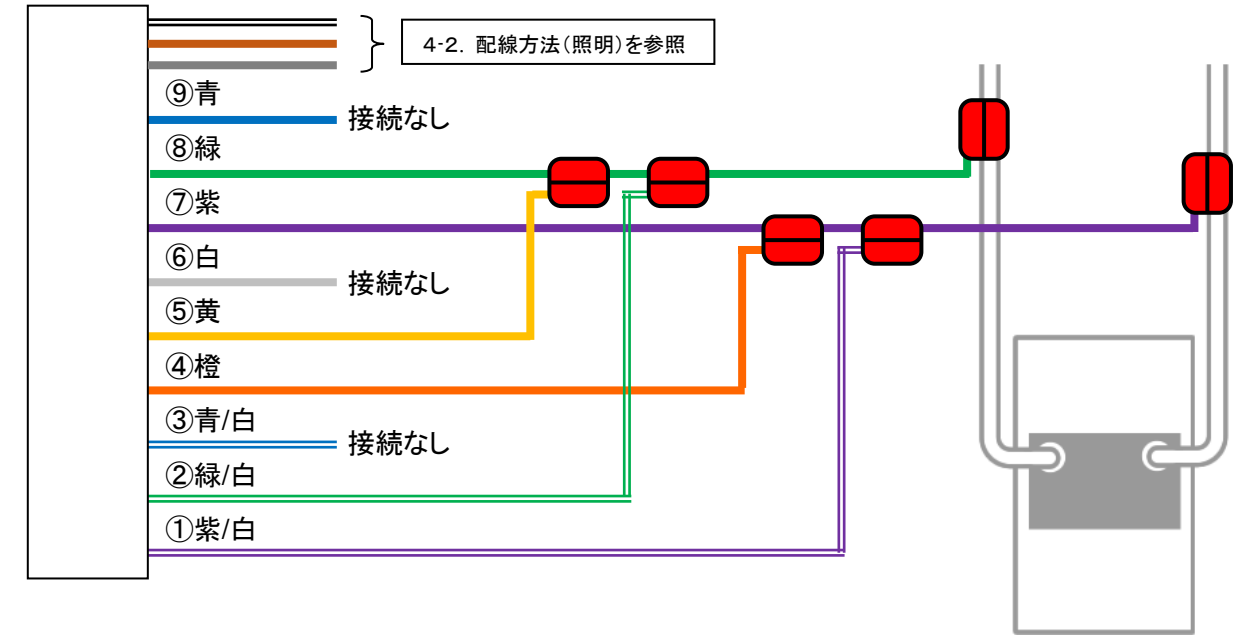 4-2. 配線方法(照明)を参照
⑨青
接続なし
⑧緑
⑦紫
⑥白
接続なし
⑤黄
④橙
③青/白
接続なし
②緑/白
①紫/白